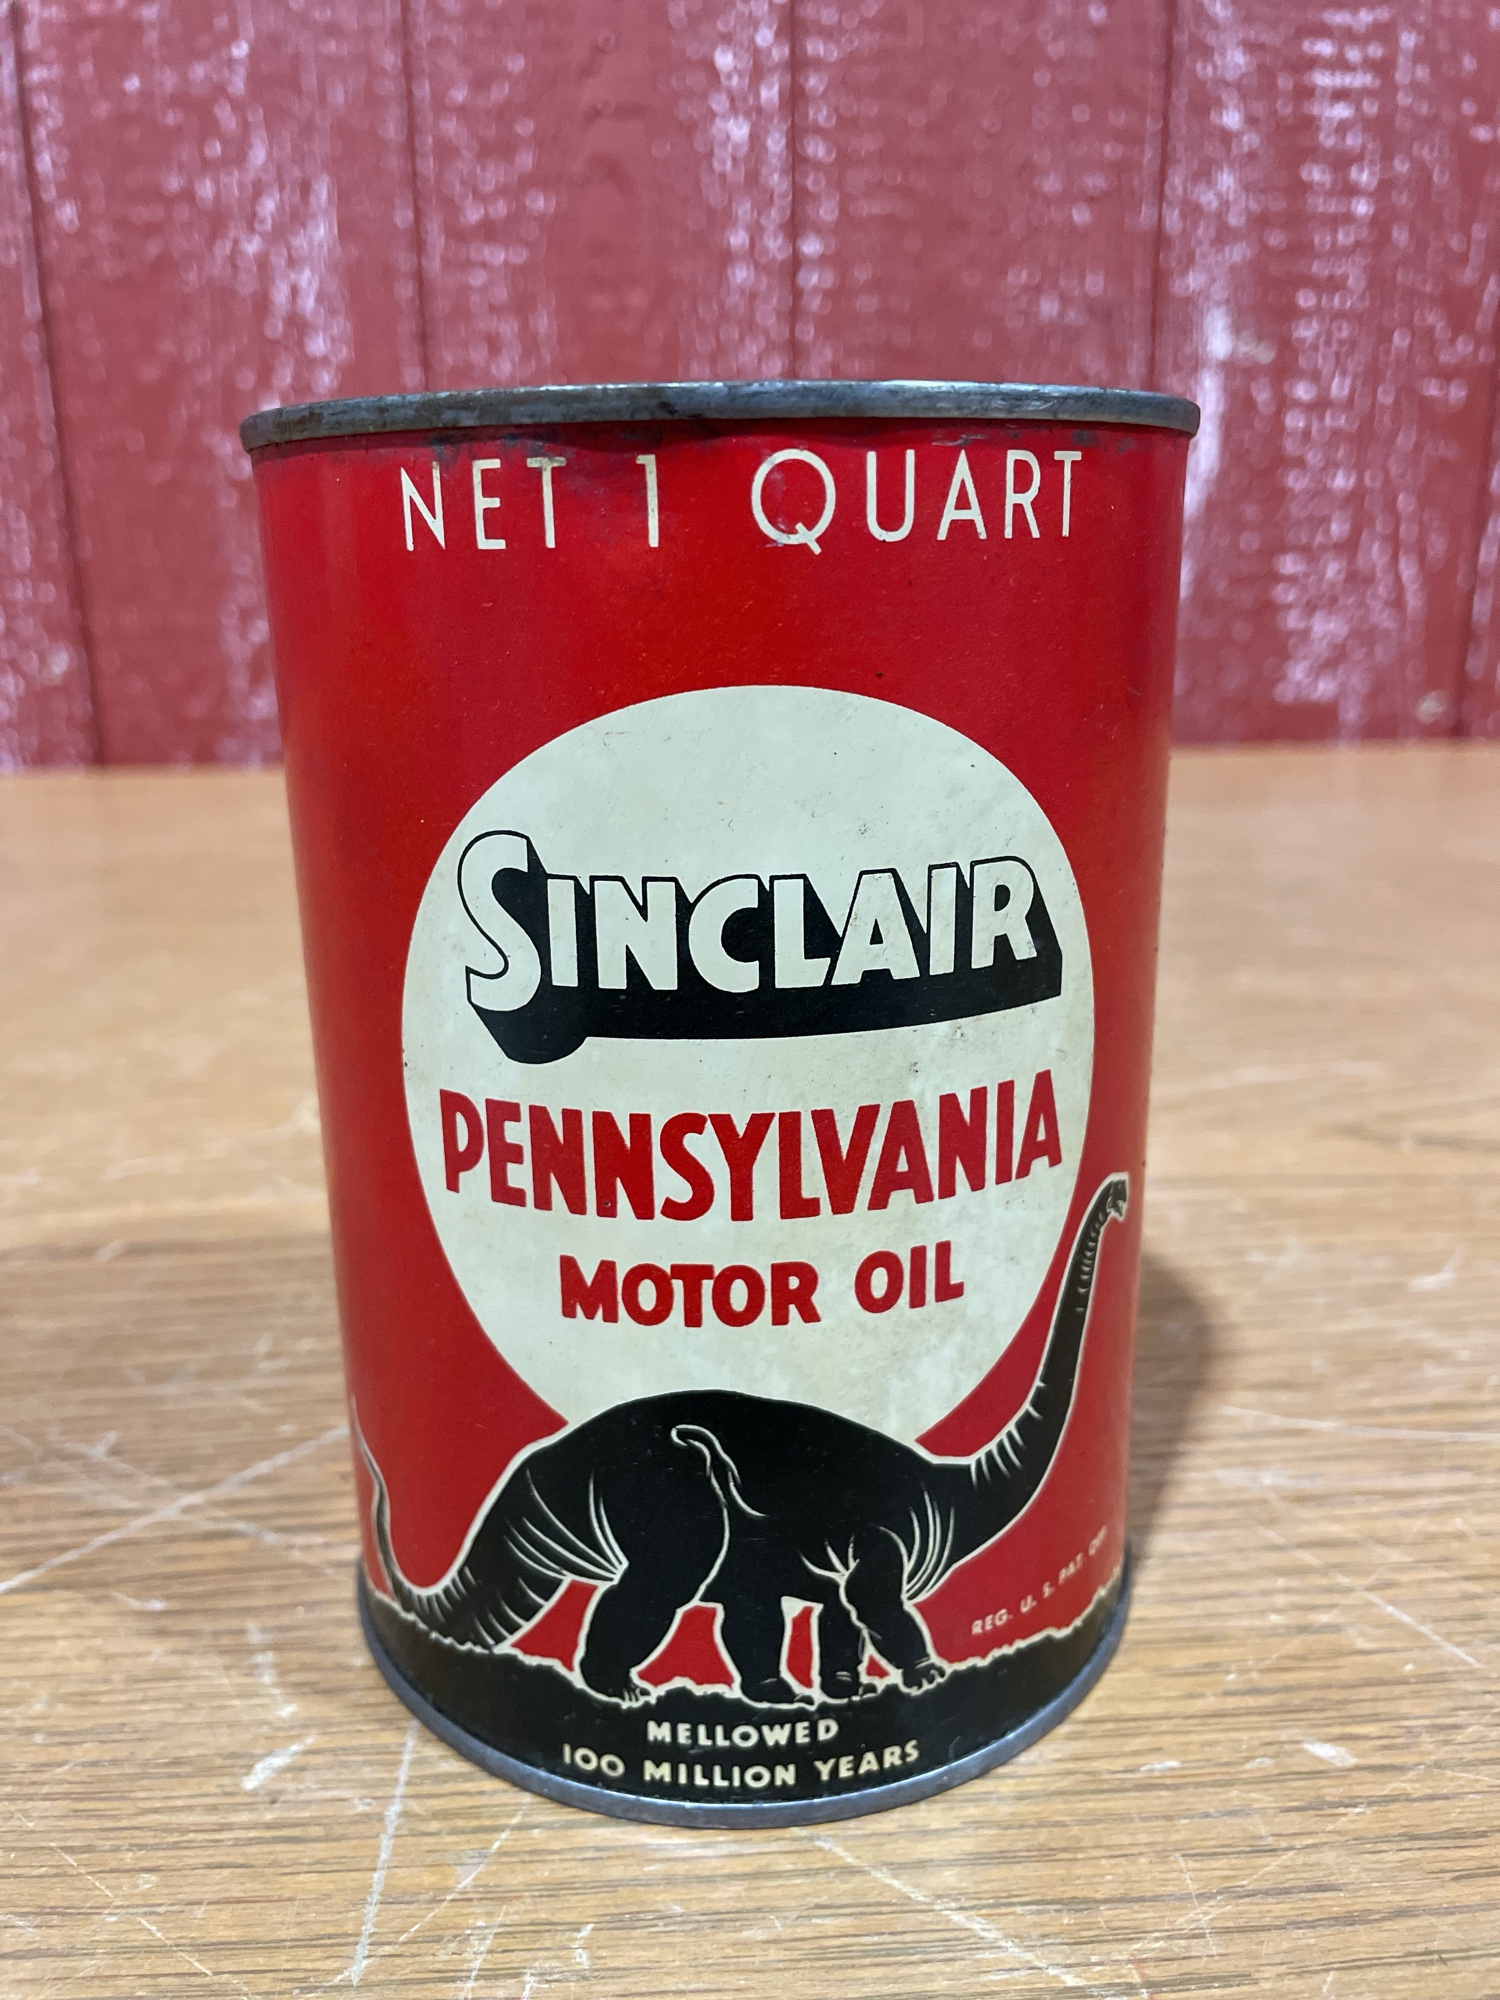 NET 1 QUART
SINCLAIR
PENNSYLVANIA
MOTOR OIL
REG. U. S. PAT. OFF.
MELLOWED
100 MILLION YEARS